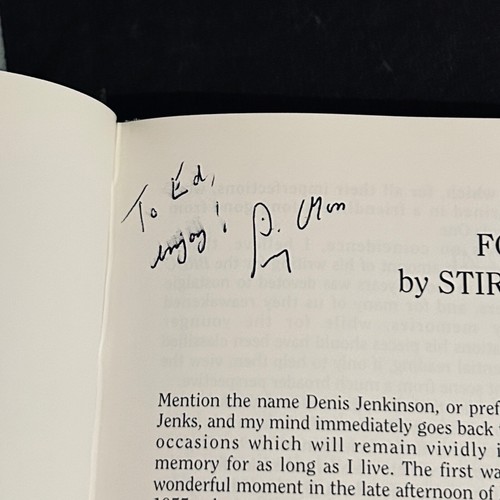 To Ed,
enjoy!
FO
by STIR
Mention the name Denis Jenkinson, or pref
Jenks, and my mind immediately goes back
occasions which will remain vividly i
memory for as long as I live. The first wa
wonderful moment in the late afternoon of